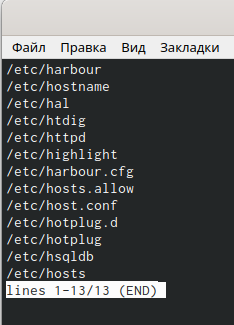 Файл Правка Вид Закладки
/etc/harbour
/etc/hostname
/etc/hal
/etc/htdig
/etc/httpd
/etc/highlight
/etc/harbour.cfg
/etc/hosts.allow
/etc/host.conf
/etc/hotplug.d
/etc/hotplug
/etc/hsqldb
/etc/hosts
lines 1-13/13 (END)